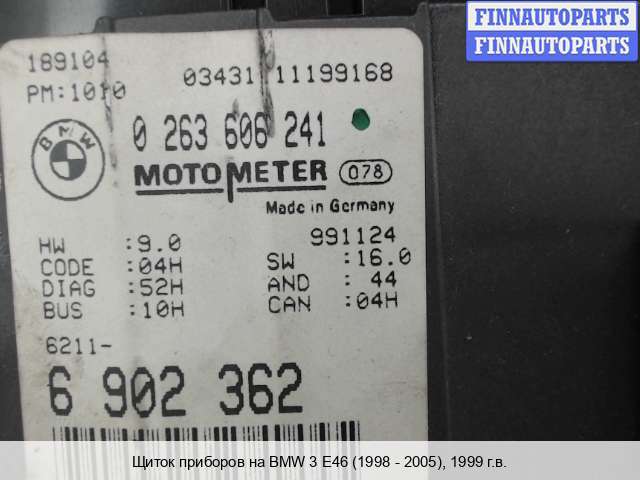 FINNAUTOPARTS
FINNAUTOPARTS
189104
PM:1010
03431 11199168
BMW
0 263 606 241
MOTOMETER 078
Made in Germany
991124
HW :9.0
SW :16.0
CODE :04H
AND : 44
DIAG :52H
CAN :04H
BUS :10H
6211-
6 902 362
Щиток приборов на BMW 3 E46 (1998 - 2005), 1999 г.в.